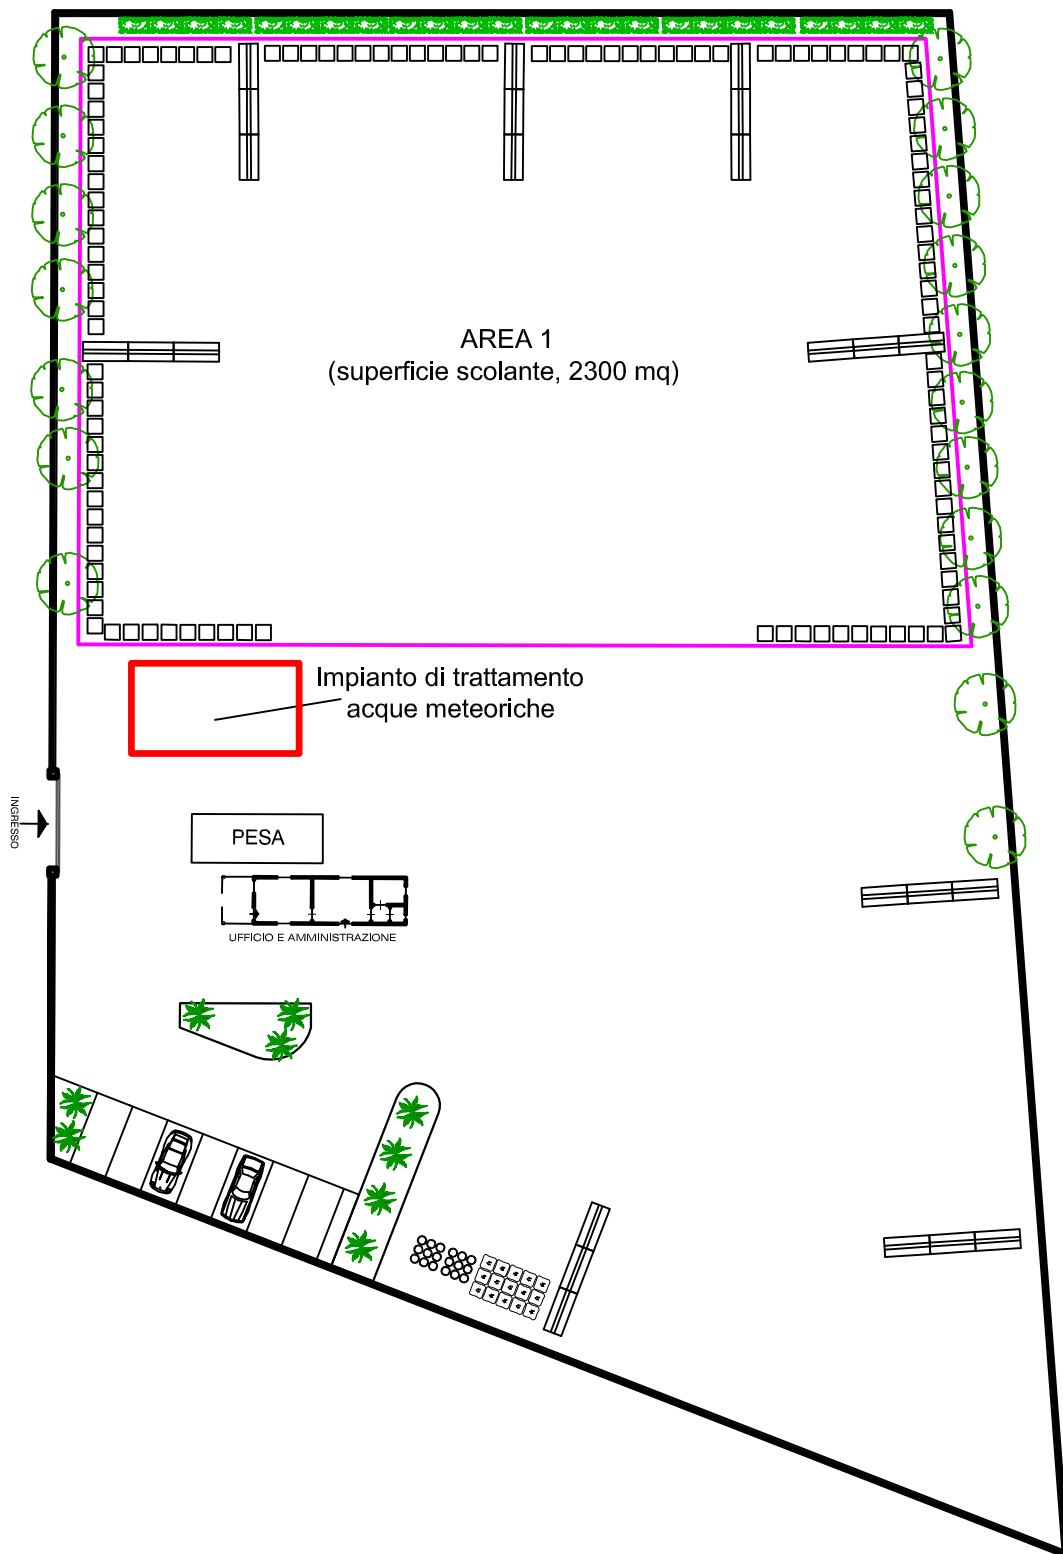 AREA 1
(superficie scolante, 2300 mq)
Impianto di trattamento
acque meteoriche
INGRESSO
PESA
UFFICIO E AMMINISTRAZIONE